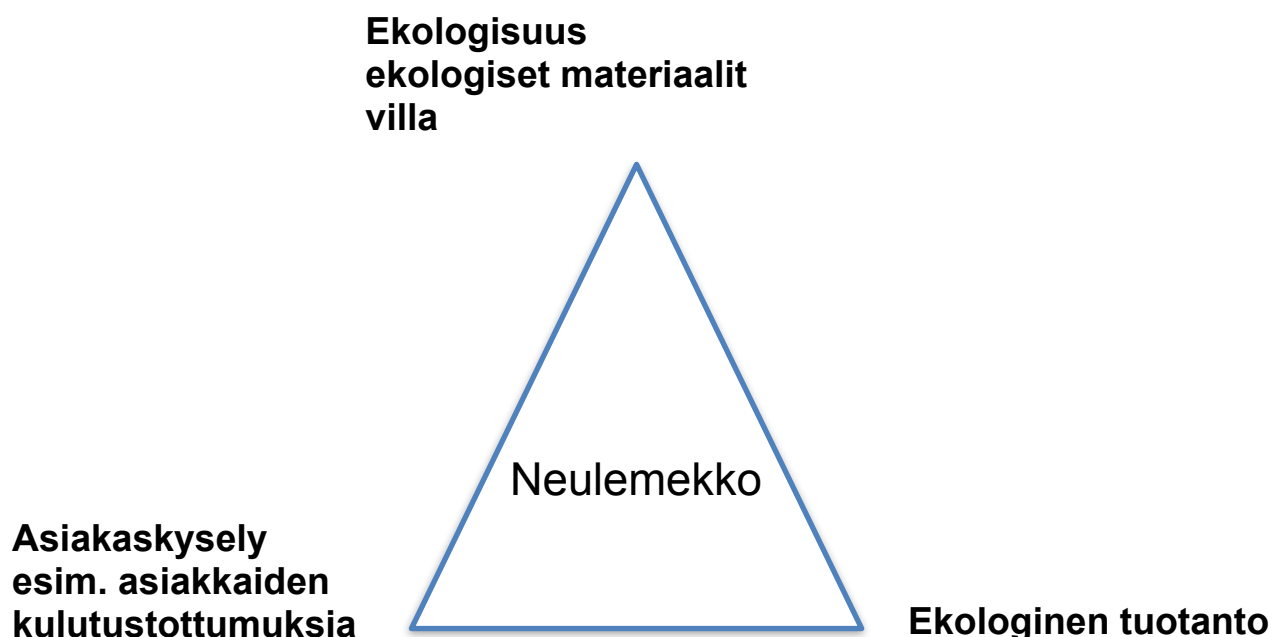 Ekologisuus
ekologiset materiaalit
villa
Neulemekko
Asiakaskysely
esim. asiakkaiden
kulutustottumuksia
Ekologinen tuotanto